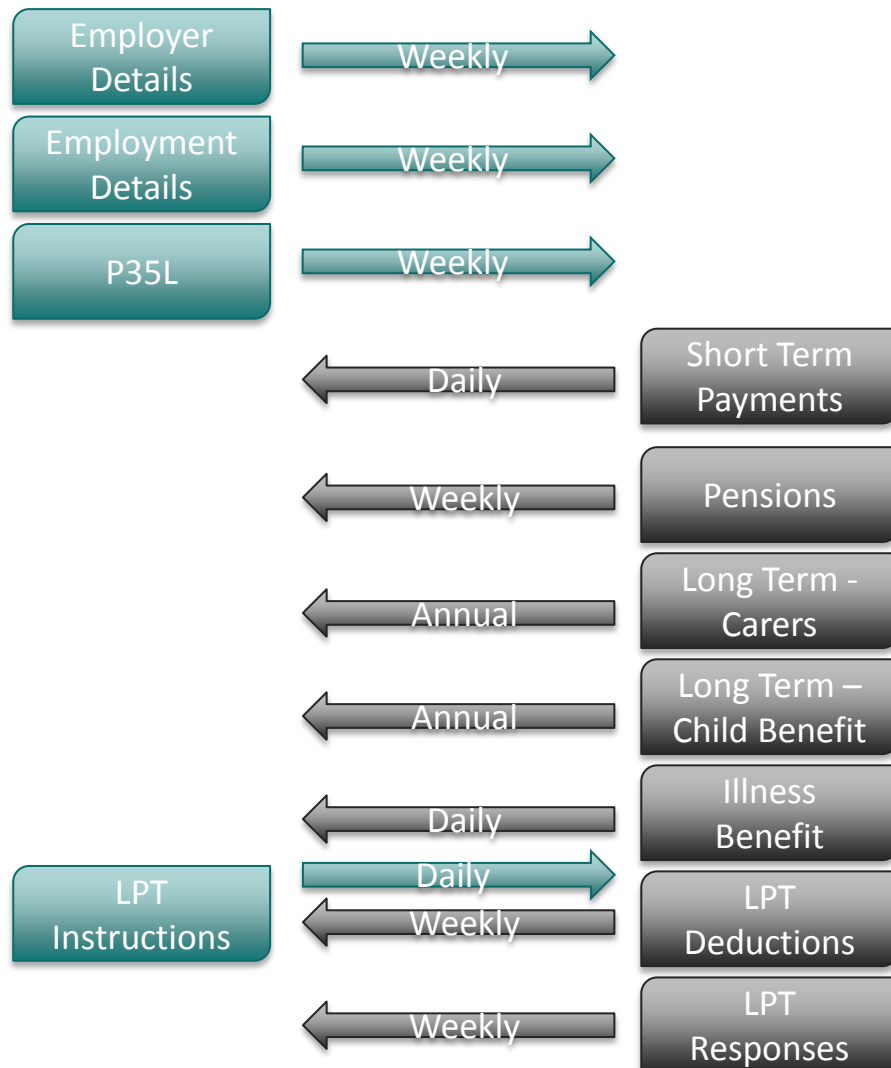 Employer
Details
Weekly
Employment
Details
Weekly
P35L
Weekly
Daily
Short Term
Payments
Weekly
Pensions
Annual
Long Term -
Carers
Annual
Long Term –
Child Benefit
Daily
Illness
Benefit
LPT
Instructions
Daily
Weekly
LPT
Deductions
Weekly
LPT
Responses